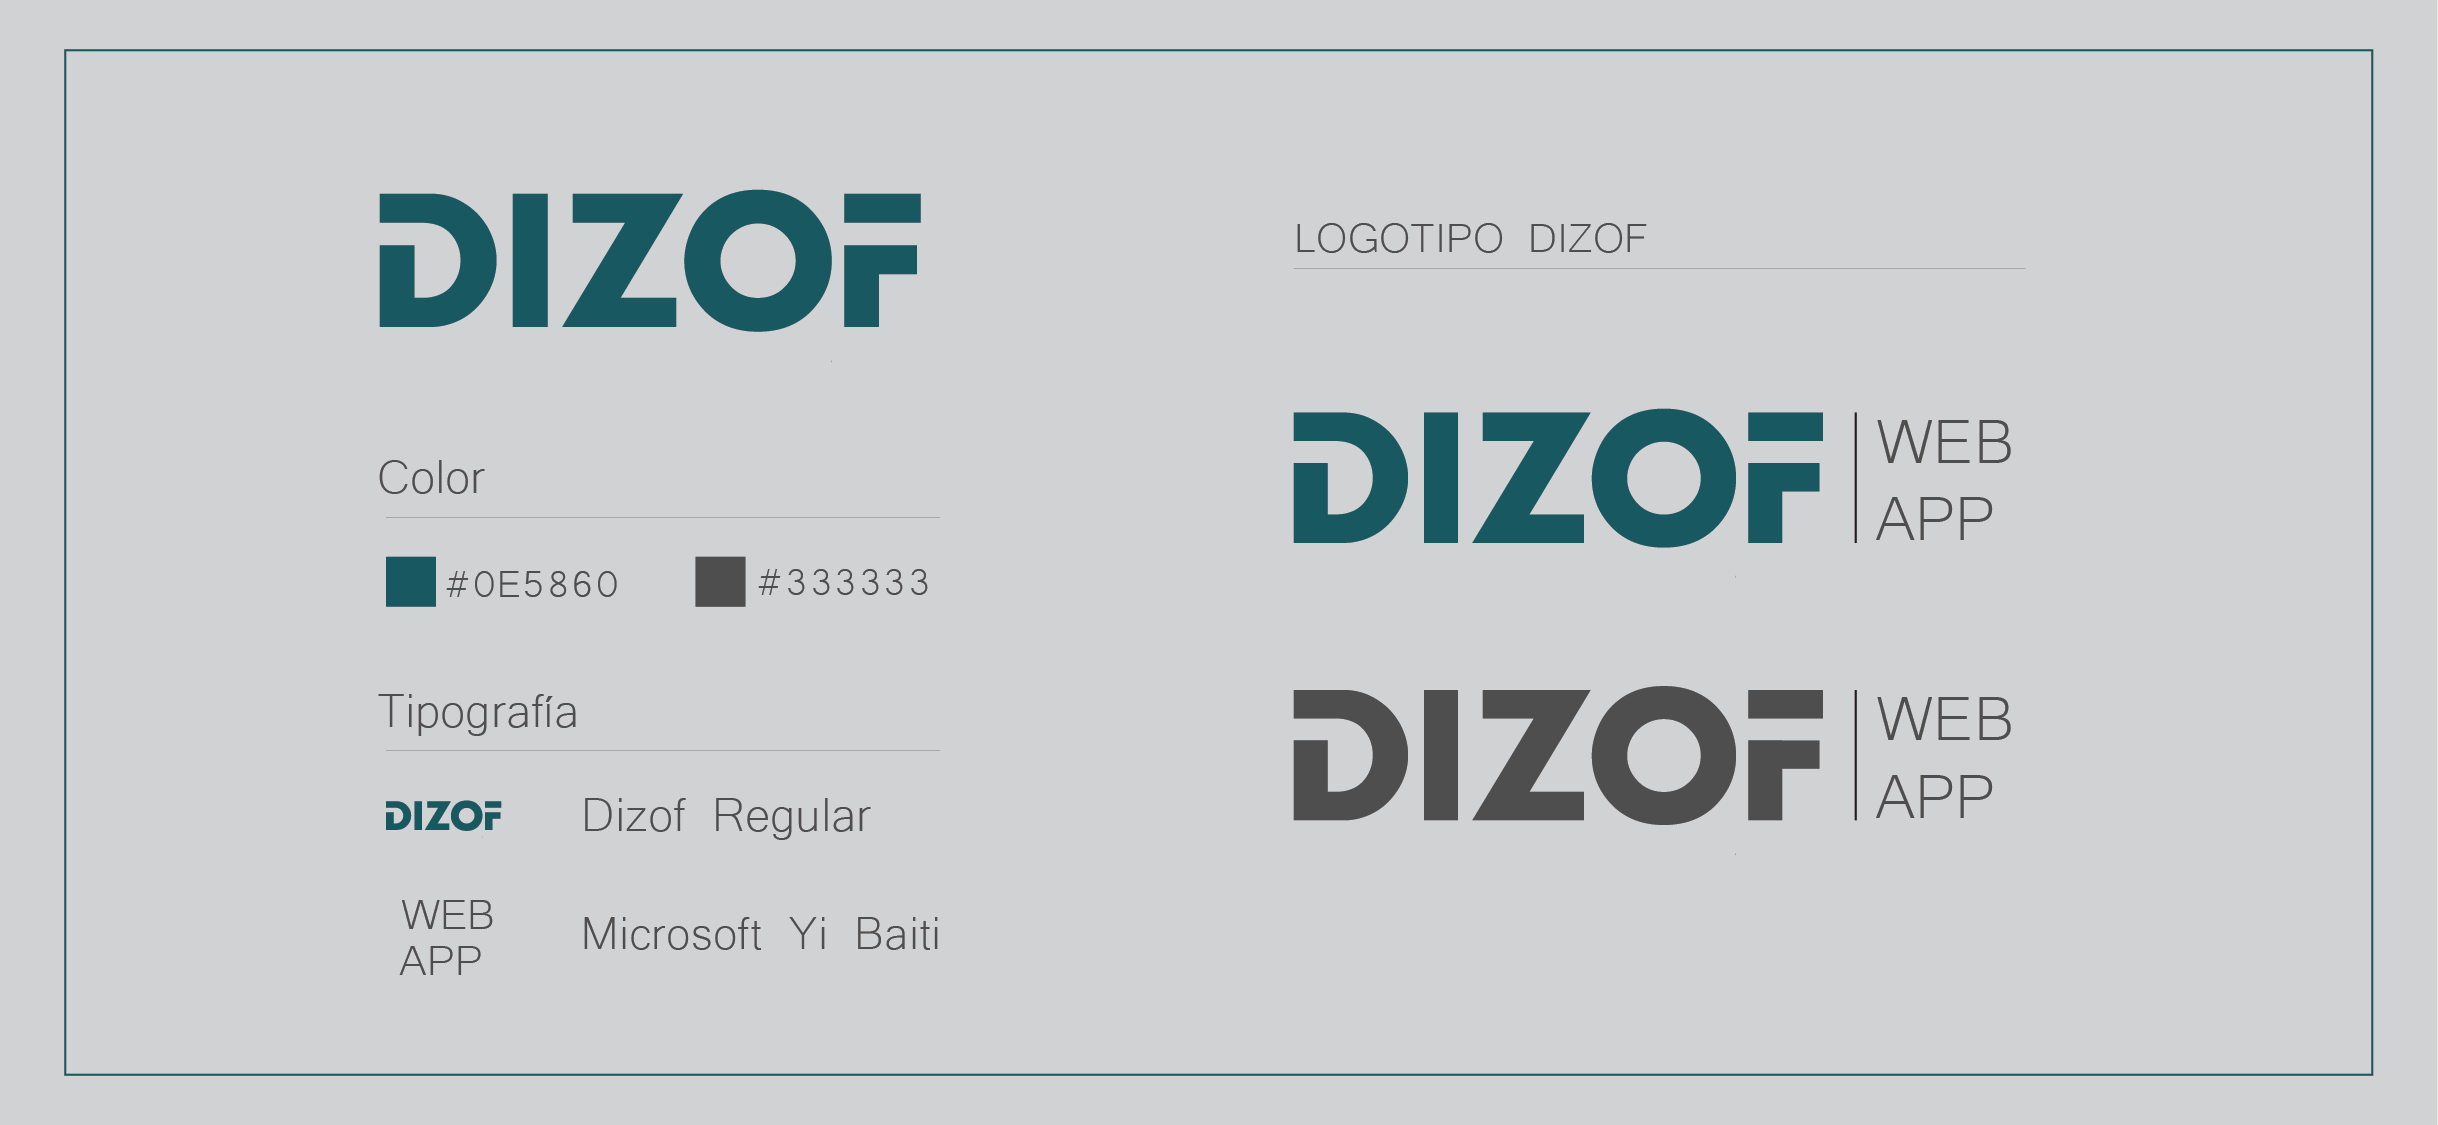 DIZOF
Color
#0E5860 #333333
Tipografía
DIZOF Dizof Regular
WEB
APP
Microsoft Yi Baiti
LOGOTIPO DIZOF
DIZOF WEB
APP
DIZOF WEB
APP